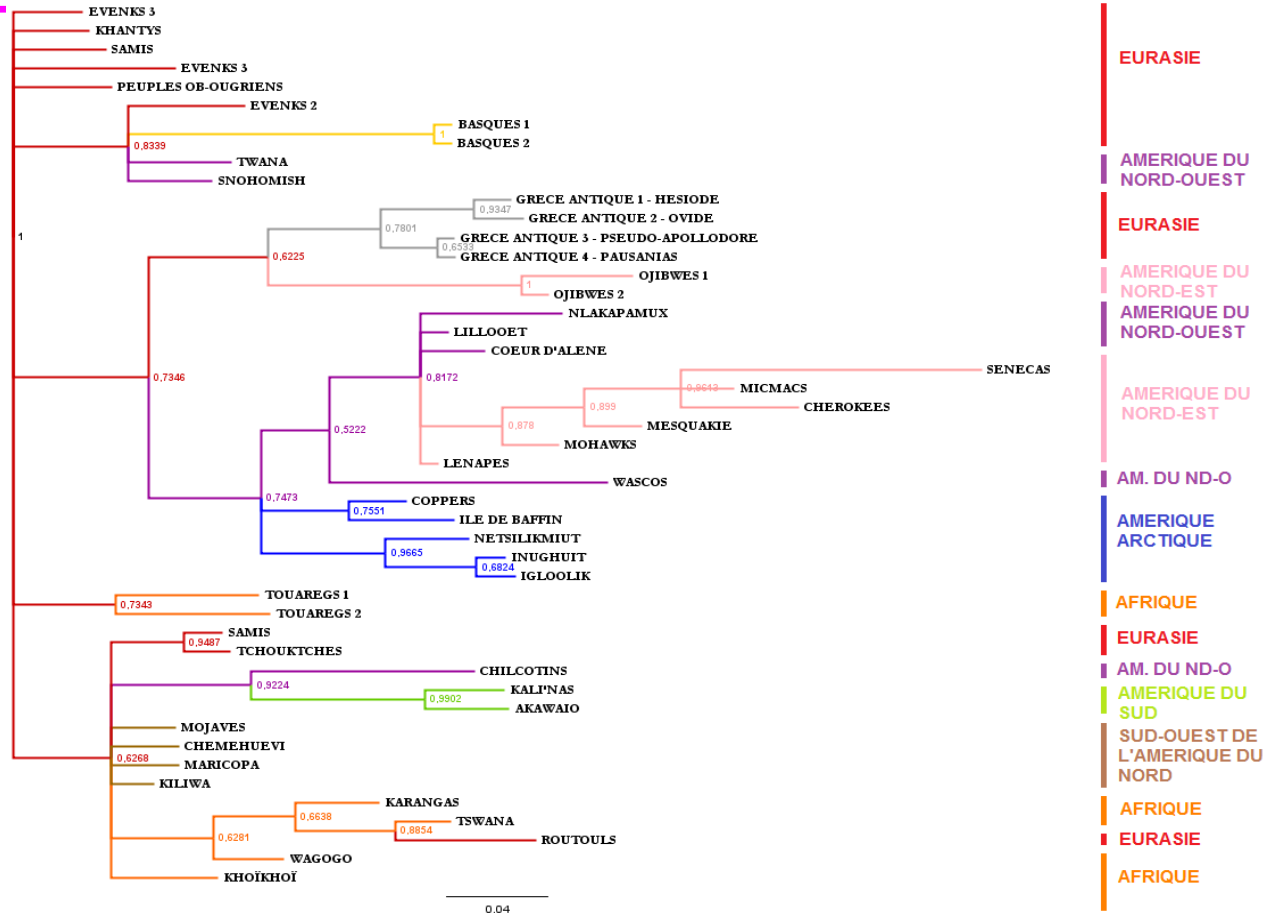 EVENKS 3
KHANTYS
SAMIS
EVENKS 3
PEUPLES OB-OUGRIENS
EVENKS 2
BASQUES 1
1
BASQUES 2
0,8339
TWANA
SNOHOMISH
EURASIE
AMERIQUE DU
NORD-OUEST
GRECE ANTIQUE 1 - HESIODE
0,9347
GRECE ANTIQUE 2 - OVIDE
0,7801
GRECE ANTIQUE 3 - PSEUDO-APOLLODORE
0,6533
GRECE ANTIQUE 4 - PAUSANIAS
1
0,6225
EURASIE
OJIBWES 1
1
OJIBWES 2
AMERIQUE DU
NORD-EST
NLAKAPAMUX
LILLOOET
COEUR D'ALENE
AMERIQUE DU
NORD-OUEST
SENECAS
0,7346
0,8172
0,8613
MICMACS
0,899
CHEROKEES
0,878
MESQUAKIE
0,5222
MOHAWKS
LENAPES
AMERIQUE DU
NORD-EST
WASCOS
AM. DU ND-O
0,7473
COPPERS
0,7551
ILE DE BAFFIN
NETSILIKMIUT
0,9665
INUGHUIT
0,6824
IGLOOLIK
AMERIQUE
ARCTIQUE
TOUAREGS 1
0,7343
TOUAREGS 2
AFRIQUE
SAMIS
0,9487
TCHOUKTCHES
EURASIE
CHILCOTINS
AM. DU ND-O
0,9224
KALI'NAS
0,9902
AKAWAIO
AMERIQUE DU
SUD
MOJAVES
CHEMEHUEVI
0,6268
MARICOPA
KILIWA
SUD-OUEST DE
L'AMERIQUE DU
NORD
KARANGAS
0,6638
TSWANA
0,8854
0,6281
AFRIQUE
ROUTOULS
EURASIE
WAGOGO
KHOÏKHOÏ
AFRIQUE
0.04